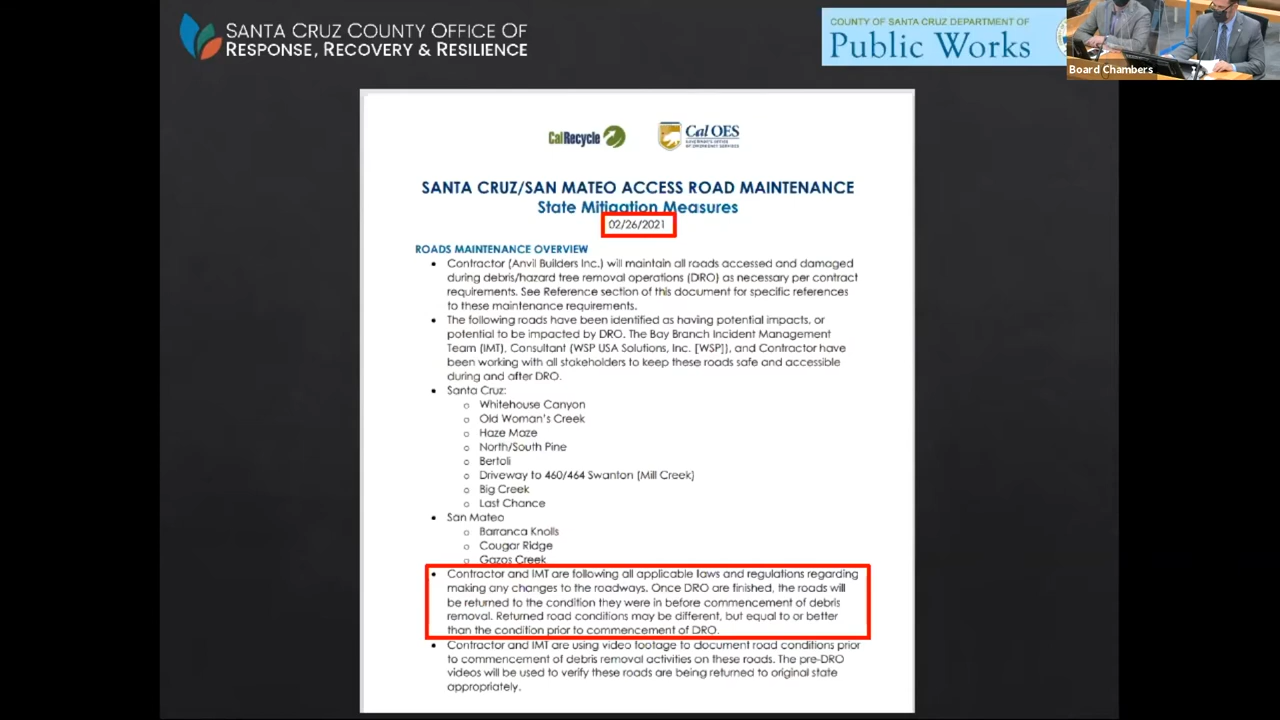 SANTA CRUZ COUNTY OFFICE OF
RESPONSE, RECOVERY & RESILIENCE
COUNTY OF SANTA CRUZ DEPARTMENT OF
Public Works
Board Chambers
CalRecycle
Cal OES
GOVERNOR'S OFFICE
OF EMERGENCY SERVICES
SANTA CRUZ/SAN MATEO ACCESS ROAD MAINTENANCE
State Mitigation Measures
02/26/2021
ROADS MAINTENANCE OVERVIEW
• Contractor (Anvil Builders Inc.) will maintain all roads accessed and damaged
during debris/hazard tree removal operations (DRO) as necessary per contract
requirements. See Reference section of this document for specific references
to these maintenance requirements.
• The following roads have been identified as having potential impacts, or
potential to be impacted by DRO. The Bay Branch Incident Management
Team (IMT), Consultant (WSP USA Solutions, Inc. [WSP]), and Contractor have
been working with all stakeholders to keep these roads safe and accessible
during and after DRO.
• Santa Cruz:
o Whitehouse Canyon
o Old Woman's Creek
o Haze Maze
o North/South Pine
o Bertoli
o Driveway to 460/464 Swanton (Mill Creek)
o Big Creek
o Last Chance
• San Mateo
o Barranca Knolls
o Cougar Ridge
o Gazos Creek
• Contractor and IMT are following all applicable laws and regulations regarding
making any changes to the roadways. Once DRO are finished, the roads will
be returned to the condition they were in before commencement of debris
removal. Returned road conditions may be different, but equal to or better
than the condition prior to commencement of DRO.
• Contractor and IMT are using video footage to document road conditions prior
to commencement of debris removal activities on these roads. The pre-DRO
videos will be used to verify these roads are being returned to original state
appropriately.